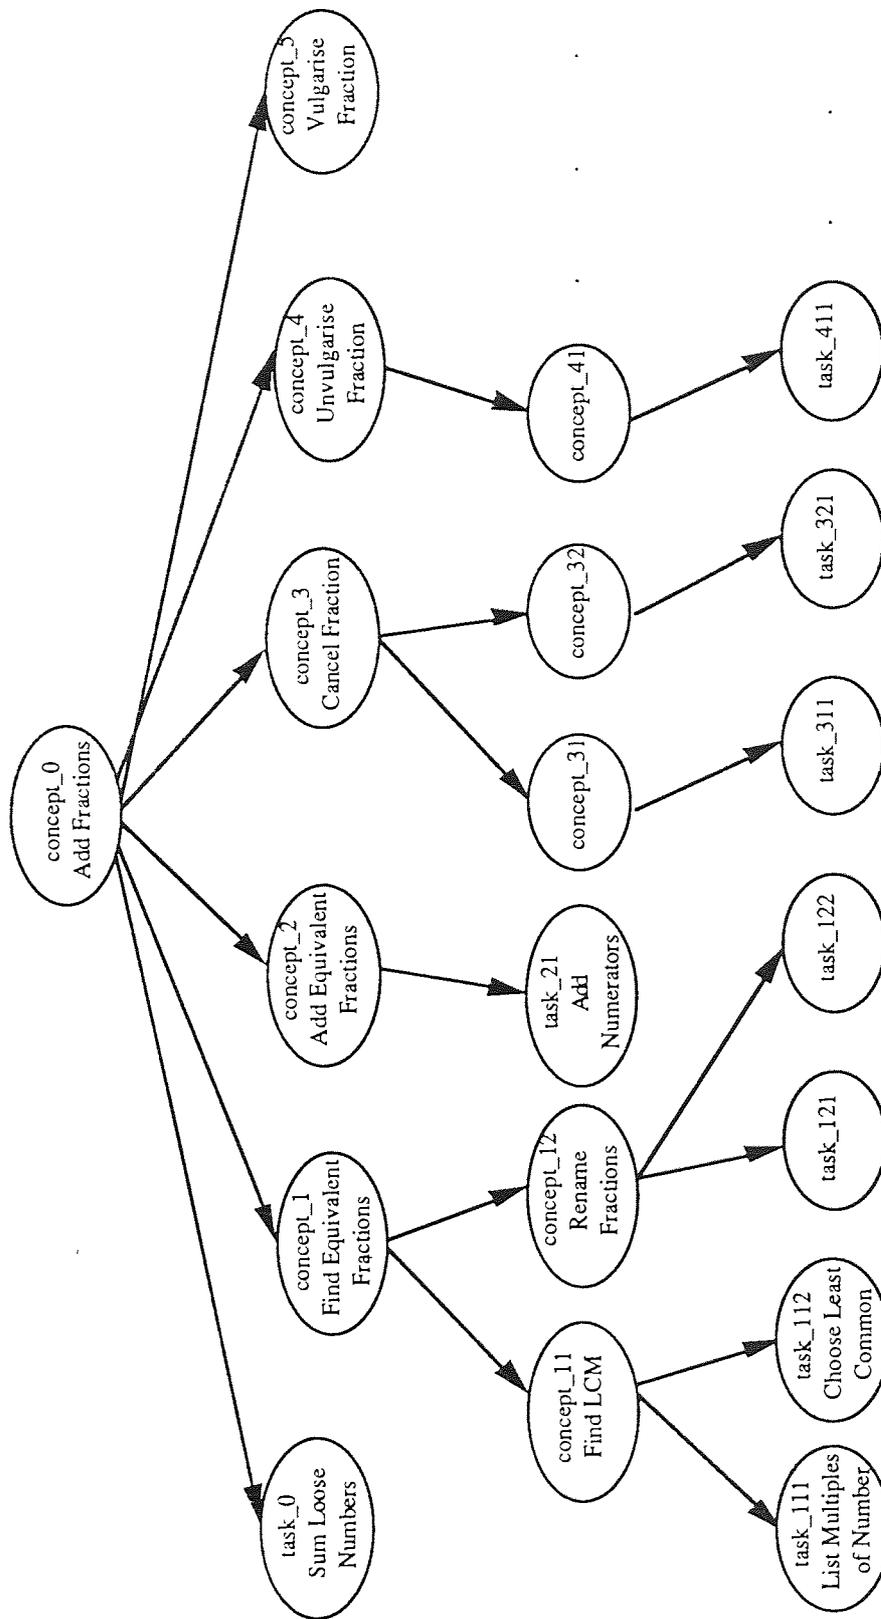 concept_0
Add Fractions
task_0
Sum Loose
Numbers
concept_1
Find Equivalent
Fractions
concept_2
Add Equivalent
Fractions
concept_3
Cancel Fraction
concept_4
Unvulgarise
Fraction
concept_5
Vulgarise
Fraction
concept_11
Find LCM
concept_12
Rename
Fractions
task_21
Add
Numerators
concept_31
concept_32
concept_41
task_111
List Multiples
of Number
task_112
Choose Least
Common
task_121
task_122
task_311
task_321
task_411